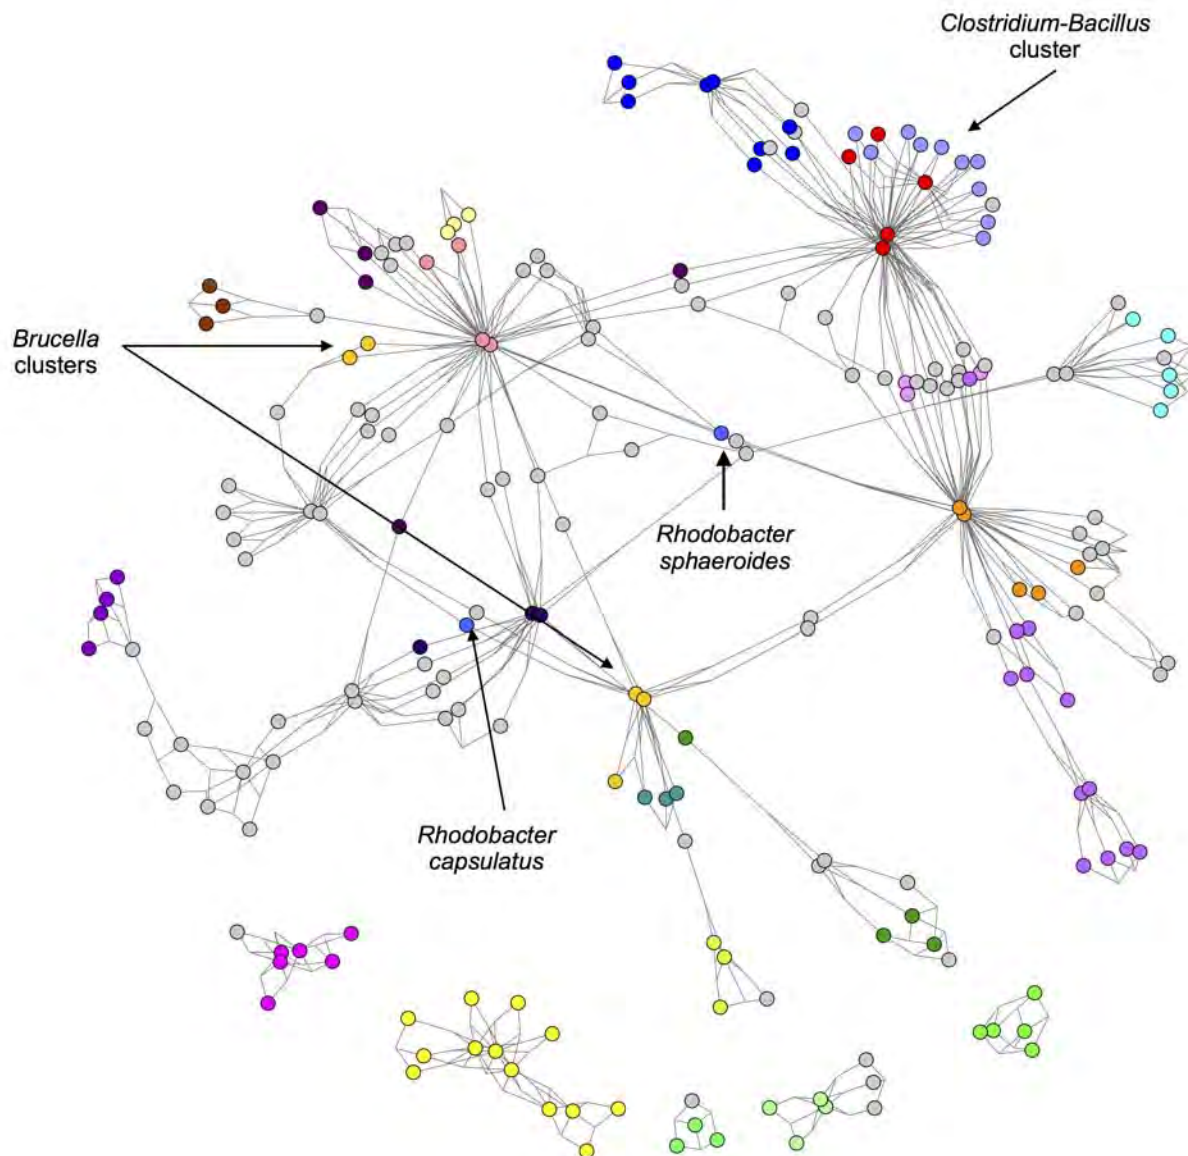 Clostridium-Bacillus
cluster
Brucella
clusters
Rhodobacter
sphaeroides
Rhodobacter
capsulatus